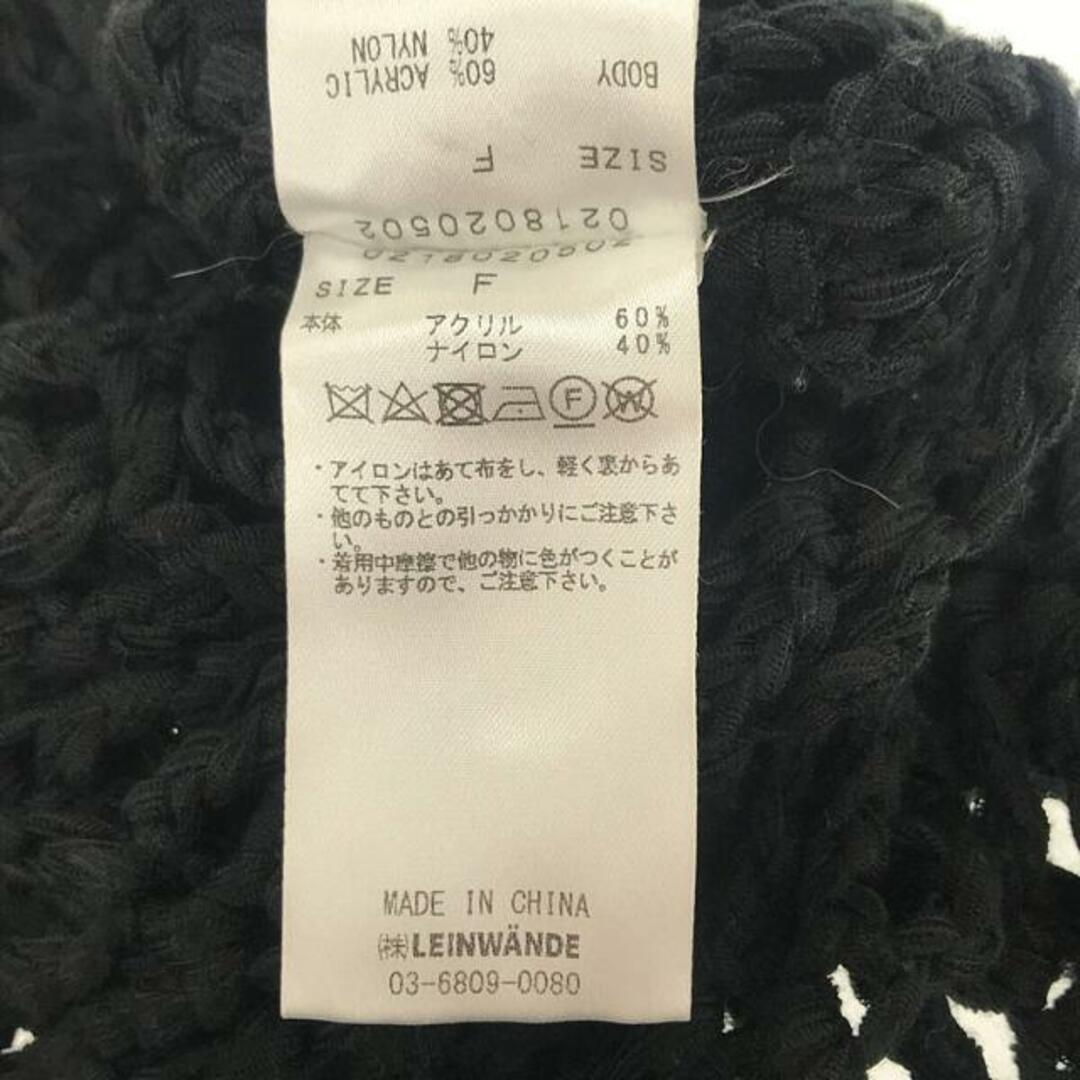 40% NYLON
BODY 60% ACRYLIC
SIZE F
0218020502
0218020502
SIZE F
本体 アクリル 60%
ナイロン 40%
F W
・アイロンはあて布をし、軽く裏からあ
てて下さい。
・他のものとの引っかかりにご注意下さ
い。
・着用中摩擦で他の物に色がつくことが
ありますので、ご注意下さい。
MADE IN CHINA
㈱LEINWÄNDE
03-6809-0080